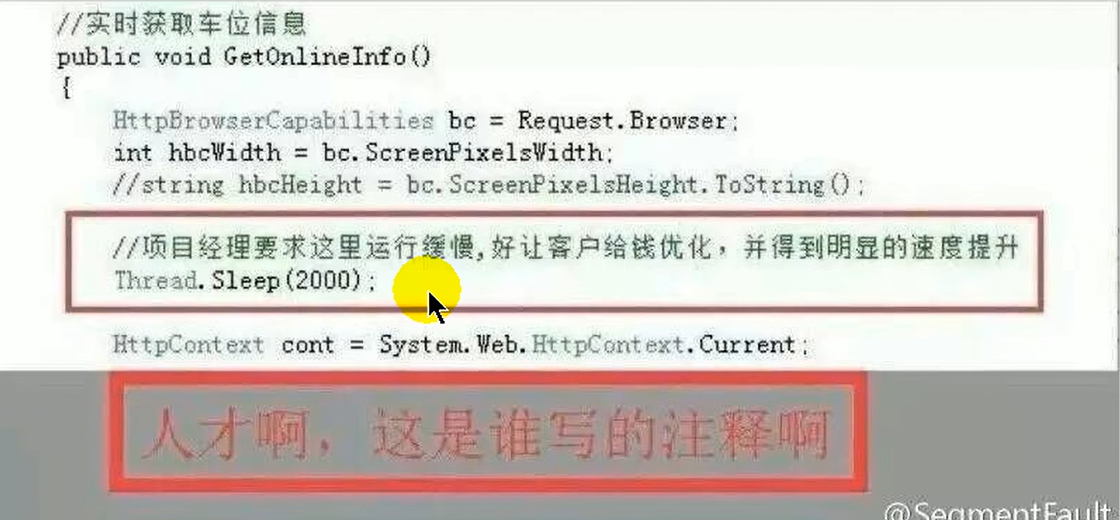 //实时获取车位信息
public void GetOnlineInfo()
{
HttpBrowserCapabilities bc = Request.Browser;
int hbcWidth = bc.ScreenPixelsWidth;
//string hbcHeight = bc.ScreenPixelsHeight.ToString();
//项目经理要求这里运行缓慢,好让客户给钱优化，并得到明显的速度提升
Thread.Sleep(2000);
HttpContext cont = System.Web.HttpContext.Current;
人才啊，这是谁写的注释啊
@SegmentFault